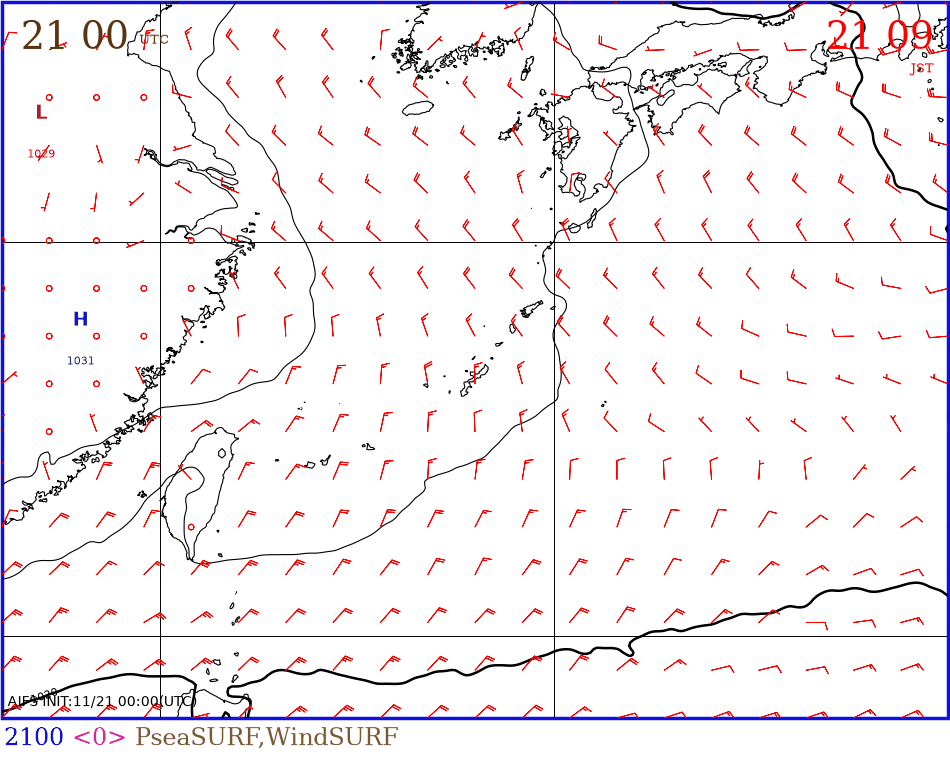 21 00 UTC
21 09
JST
L
1029
H
1031
1020
AIFS INIT:11/21 00:00(UTC)
2100 <0> PseaSURF,WindSURF